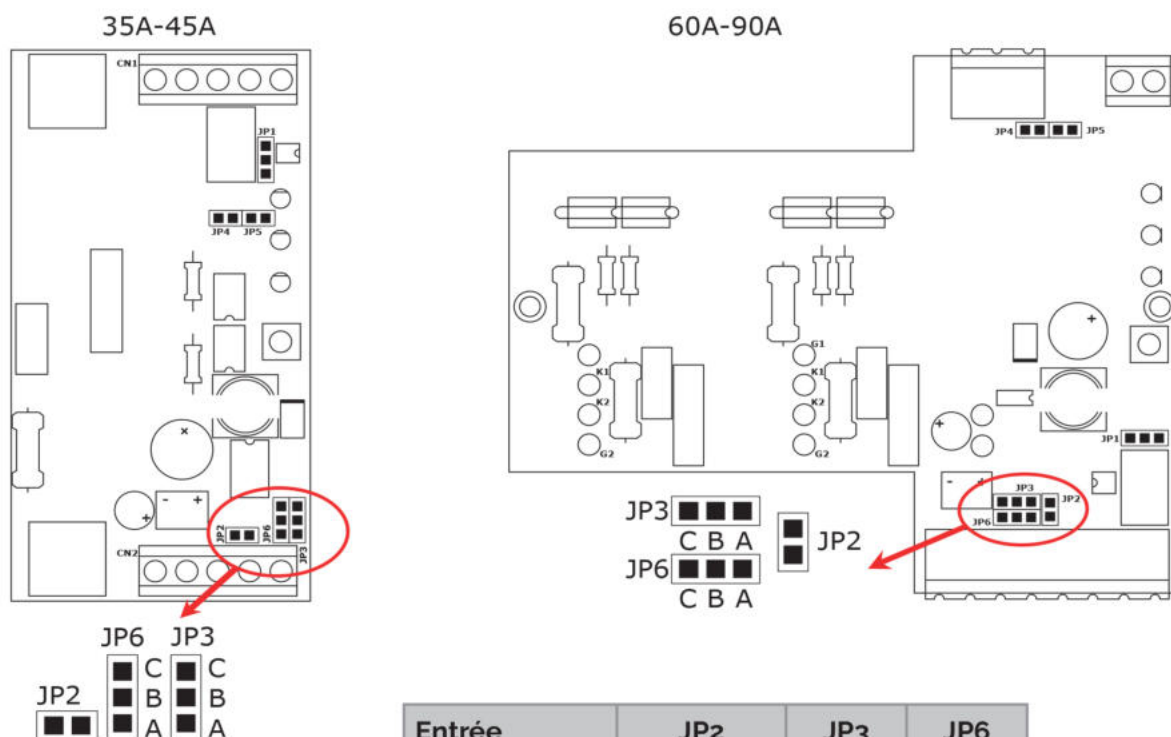 35A-45A
60A-90A
CN1
JP1
JP4 JP5
JP4 JP5
G1
K1 K1
K2 K2
G2 G2
+
+
+
- +
+
- +
JP1
JP2
JP6
JP3
CN2
JP3
JP2
JP6
JP3
C B A
JP2
JP6
C B A
JP6 JP3
C C
JP2 B B
A A
Entrée JP2 JP3 JP6